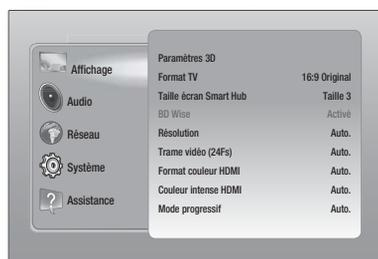 Affichage
Audio
Réseau
Système
Assistance
Paramètres 3D
Format TV 16:9 Original
Taille écran Smart Hub Taille 3
BD Wise Activé
Résolution Auto.
Trame vidéo (24Fs) Auto.
Format couleur HDMI Auto.
Couleur intense HDMI Auto.
Mode progressif Auto.